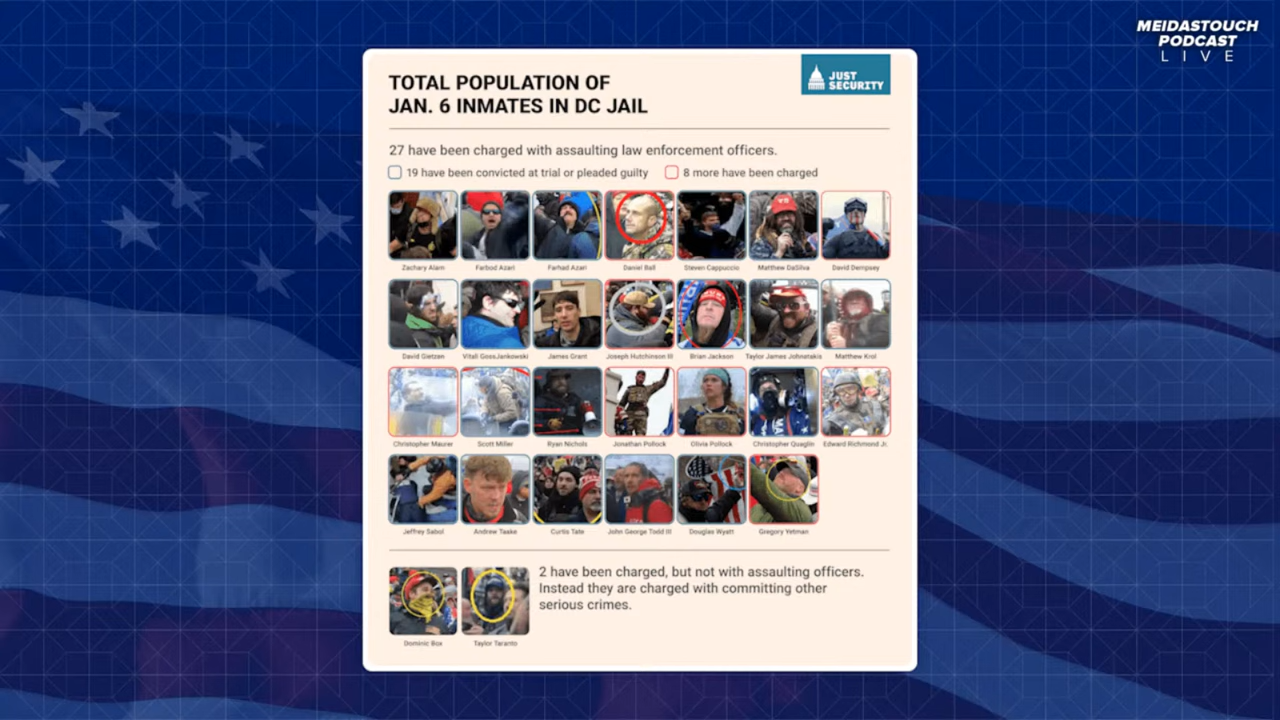 MEIDASTOUCH
PODCAST
LIVE
TOTAL POPULATION OF
JAN. 6 INMATES IN DC JAIL
JUST
SECURITY
27 have been charged with assaulting law enforcement officers.
19 have been convicted at trial or pleaded guilty
8 more have been charged
Zachary Alam
Farbod Azari
Farhad Azari
Daniel Ball
Steven Cappuccio
Matthew DaSilva
David Dempsey
David Gietzen
Vitali GossJankowski
James Grant
Joseph Hutchinson III
Brian Jackson
Taylor James Johnatakis
Matthew Krol
Christopher Maurer
Scott Miller
Ryan Nichols
Jonathan Pollock
Olivia Pollock
Christopher Quaglin
Edward Richmond Jr.
Jeffrey Sabol
Andrew Taake
Curtis Tate
John George Todd III
Douglas Wyatt
Gregory Yetman
2 have been charged, but not with assaulting officers.
Instead they are charged with committing other
serious crimes.
Dominic Box
Taylor Taranto